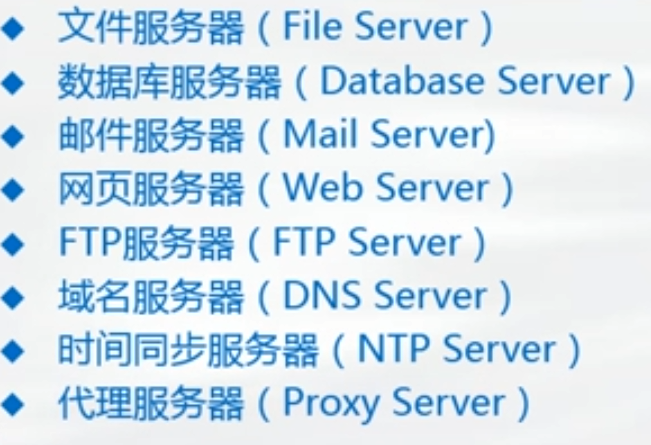 ◆ 文件服务器（File Server）
◆ 数据库服务器（Database Server）
◆ 邮件服务器（Mail Server)
◆ 网页服务器（Web Server）
◆ FTP服务器（FTP Server）
◆ 域名服务器（DNS Server）
◆ 时间同步服务器（NTP Server）
◆ 代理服务器（Proxy Server）